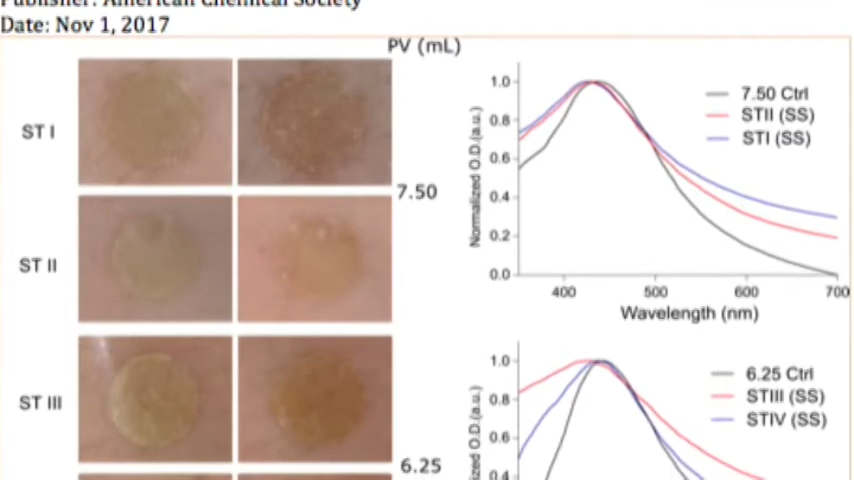 Publisher: American Chemical Society
Date: Nov 1, 2017
PV (mL)
ST I
7.50
ST II
ST III
6.25
1.0
0.8
0.6
0.4
0.2
0.0
Normalized O.D.(a.u.)
7.50 Ctrl
STII (SS)
STI (SS)
400 500 600 700
Wavelength (nm)
1.0
0.8
0.6
0.4
ized O.D.(a.u.)
6.25 Ctrl
STIII (SS)
STIV (SS)